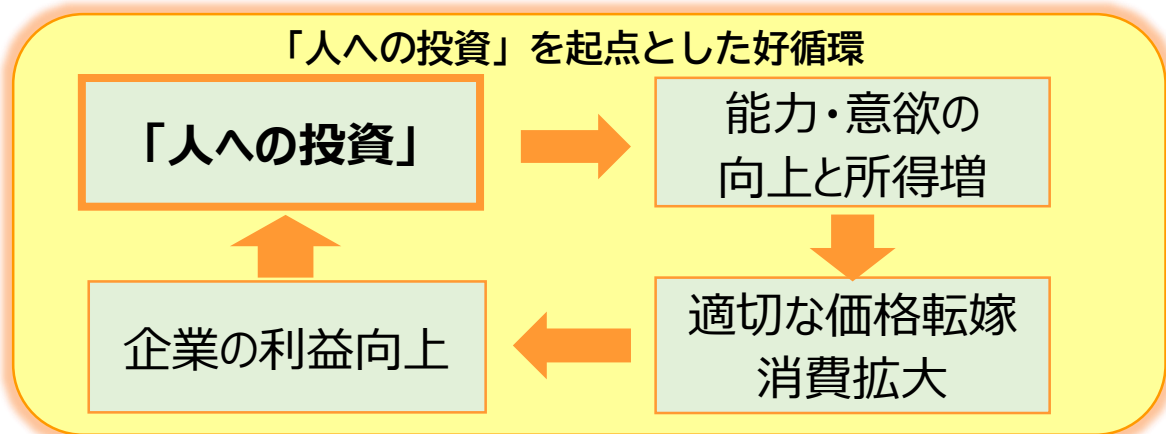 「人への投資」を起点とした好循環
「人への投資」
能力・意欲の
向上と所得増
適切な価格転嫁
消費拡大
企業の利益向上